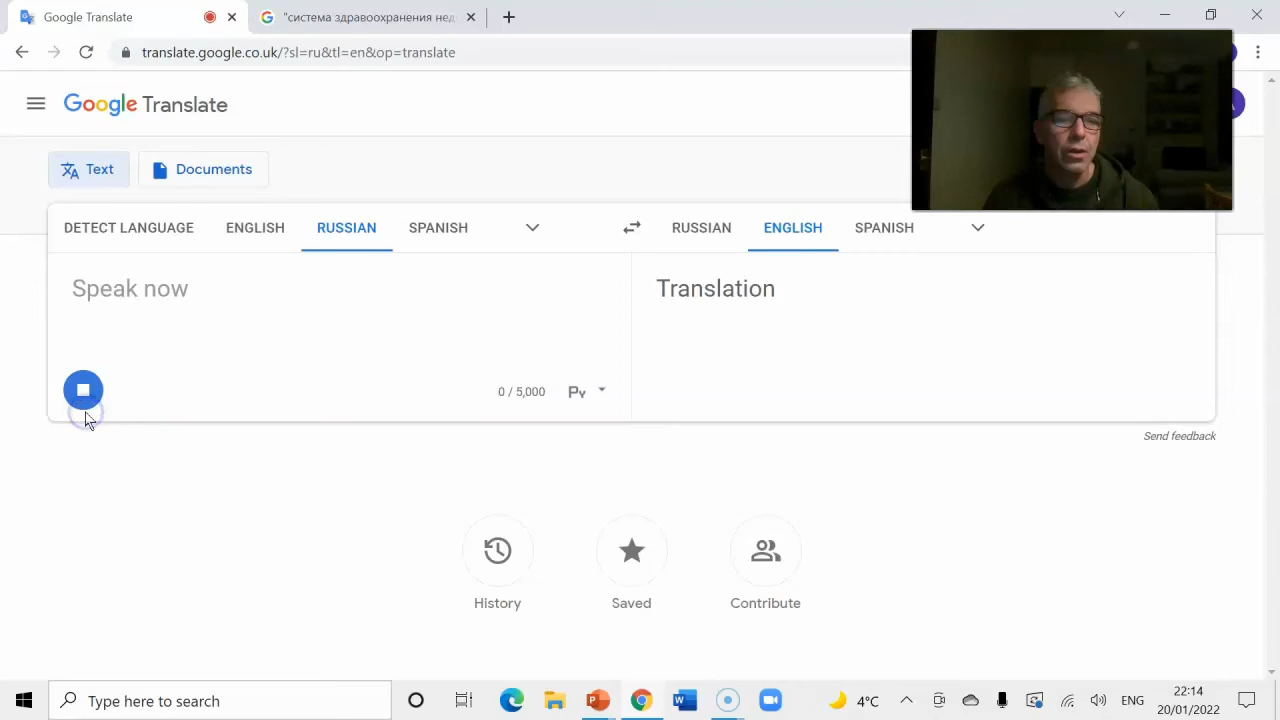 Google Translate
"система здравоохранения нед
translate.google.co.uk/?sl=ru&tl=en&op=translate
Google Translate
Text
Documents
DETECT LANGUAGE ENGLISH RUSSIAN SPANISH
RUSSIAN ENGLISH SPANISH
Speak now
Translation
0 / 5,000
Send feedback
History
Saved
Contribute
Type here to search
4°C
ENG
22:14
20/01/2022